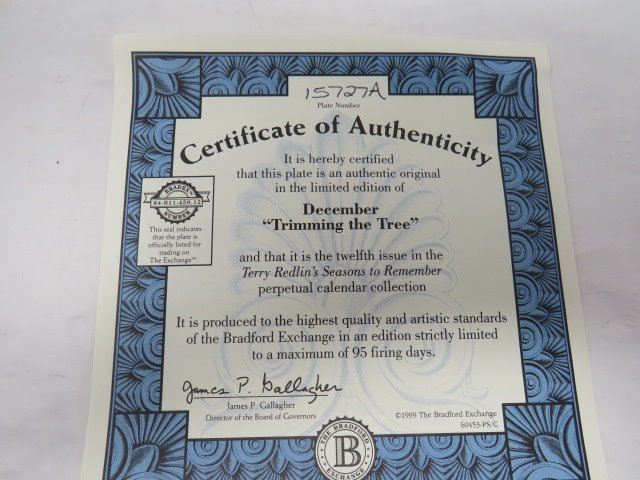 15727A
Plate Number
Certificate of Authenticity
It is hereby certified
that this plate is an authentic original
in the limited edition of
December
“Trimming the Tree”
and that it is the twelfth issue in the
Terry Redlin's Seasons to Remember
perpetual calendar collection
BRADEX™
84-B11-459.12
NUMBER
This seal indicates
that the plate is
officially listed for
trading on
The Exchange℠.
It is produced to the highest quality and artistic standards
of the Bradford Exchange in an edition strictly limited
to a maximum of 95 firing days.
James P. Gallagher
James P. Gallagher
Director of the Board of Governors
©1999 The Bradford Exchange
60453-PS/C
THE BRADFORD
B
EXCHANGE